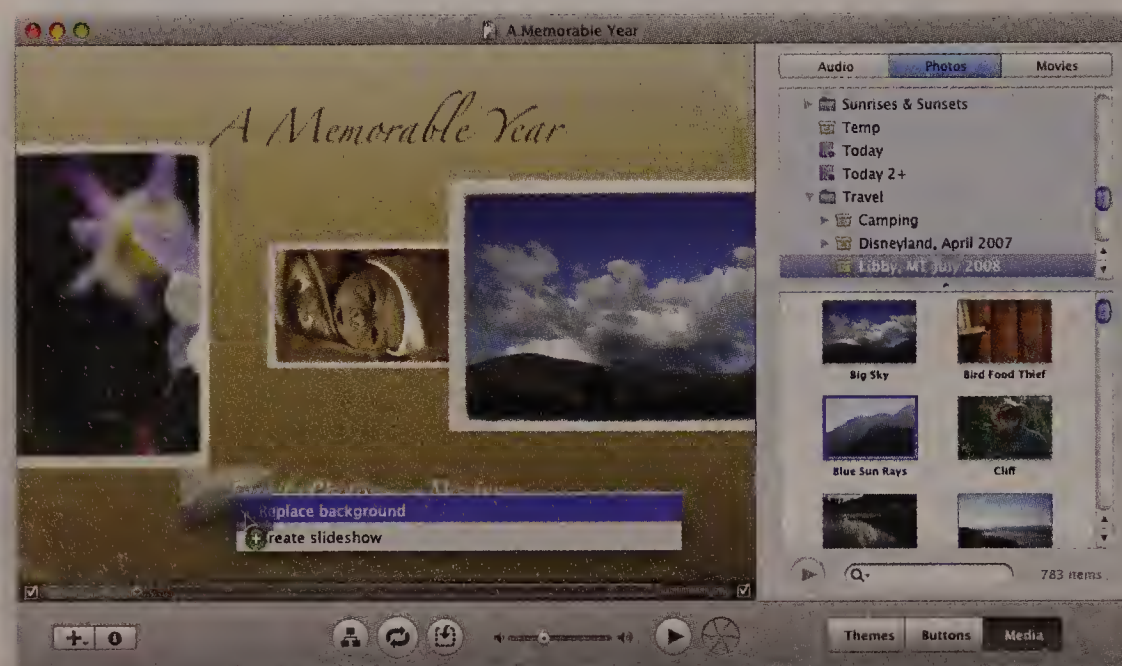 A Memorable Year
A Memorable Year
Replace background
Create slideshow
Audio
Photos
Movies
Sunrises & Sunsets
Temp
Today
Today 2+
Travel
Camping
Disneyland, April 2007
Libby, MT July 2008
Big Sky
Bird Food Thief
Blue Sun Rays
Cliff
783 items
Themes
Buttons
Media